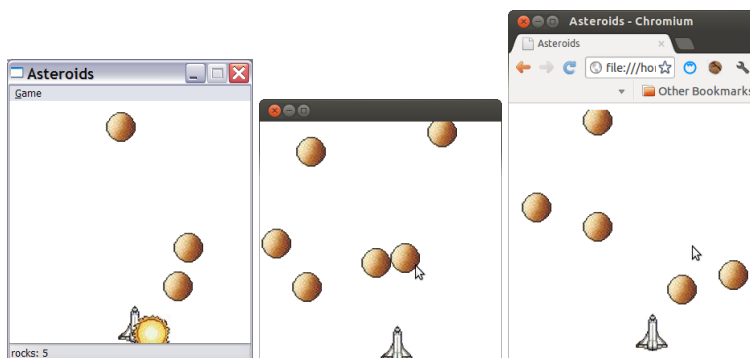 Asteroids
Game
rocks: 5
Asteroids - Chromium
Asteroids
file:///ho
Other Bookmarks